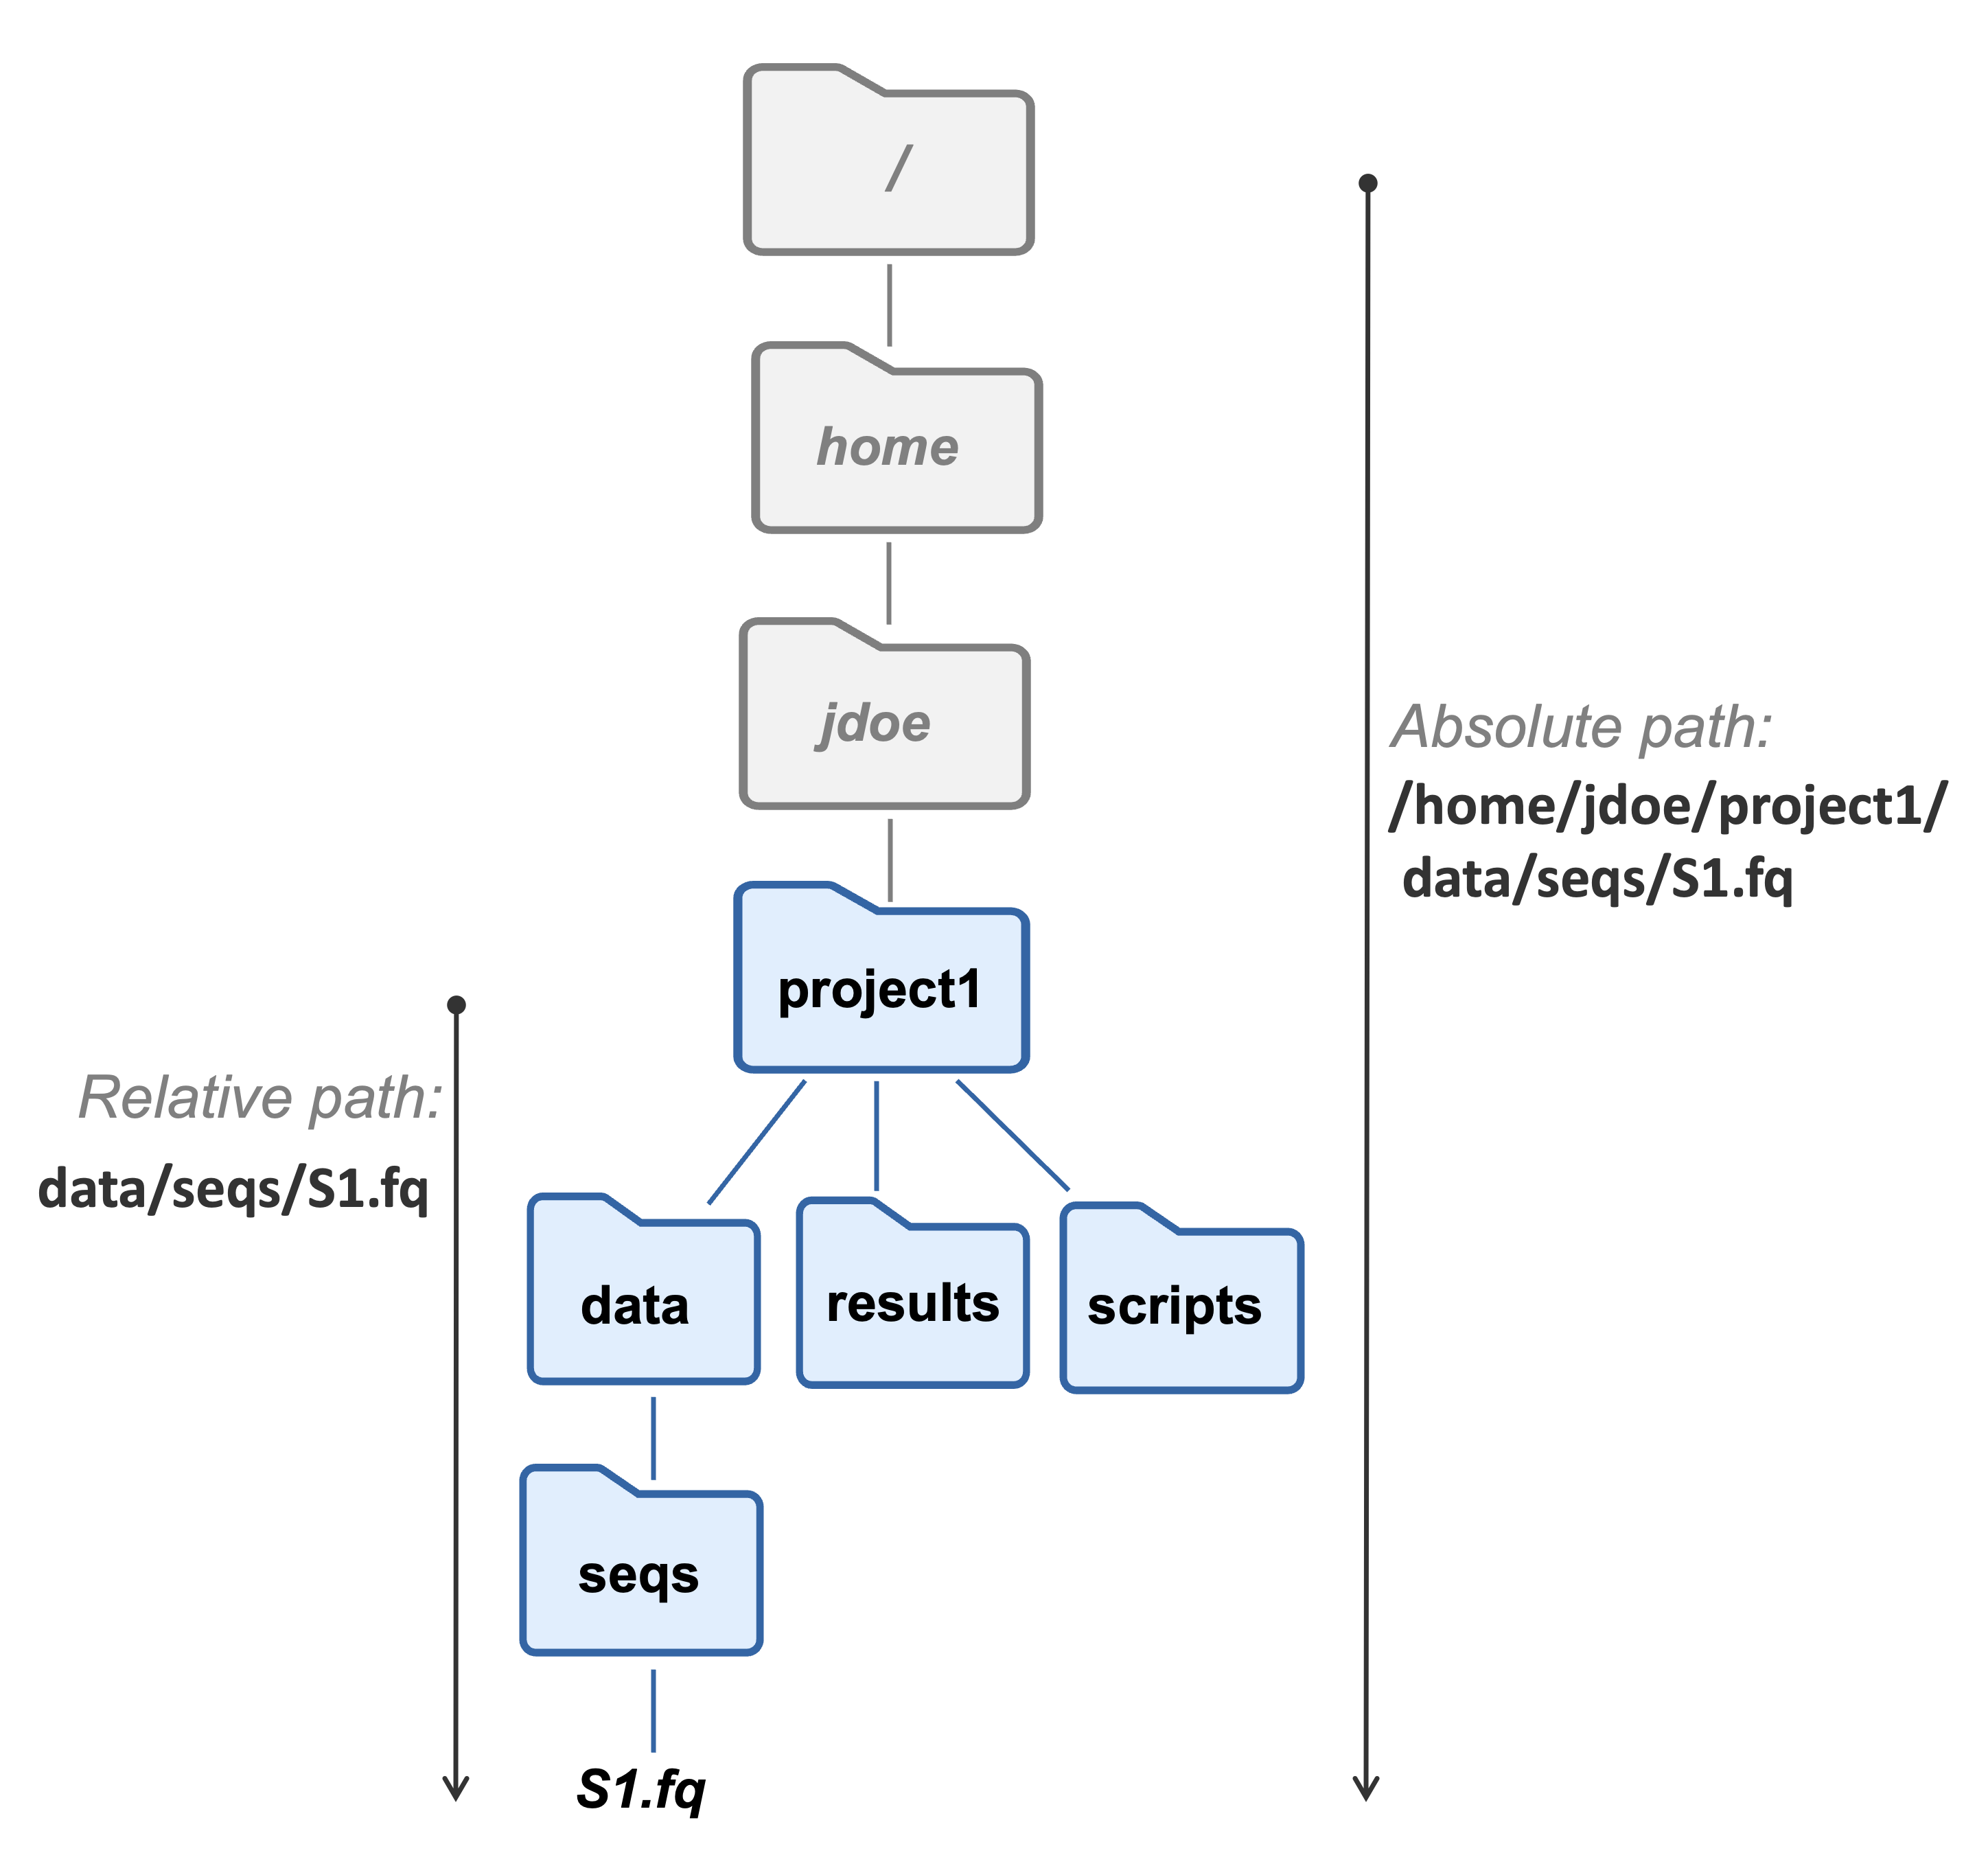 /
home
jdoe
Absolute path:
/home/jdoe/project1/
data/seqs/S1.fq
project1
Relative path:
data/seqs/S1.fq
data
results
scripts
seqs
S1.fq